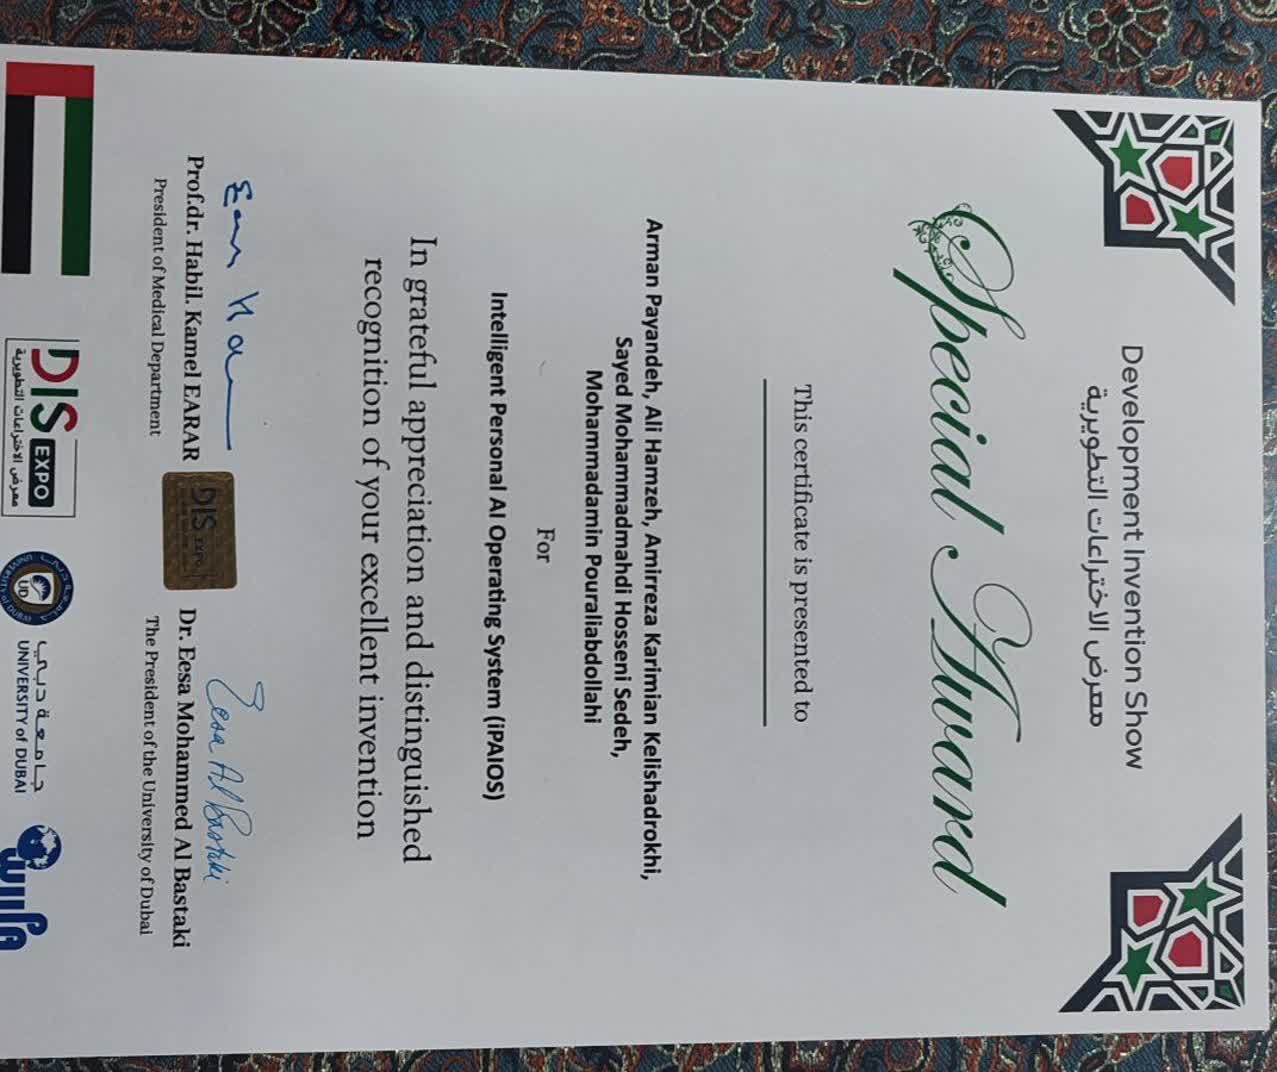 Development Invention Show
معرض الاختراعات التطويرية
Special Award
This certificate is presented to
Arman Payandeh, Ali Hamzeh, Amirreza Karimian Kelishadrokhi,
Sayed Mohammadmahdi Hosseni Sedeh,
Mohammadamin Pouraliabdollahi
For
Intelligent Personal AI Operating System (iPAIOS)
In grateful appreciation and distinguished
recognition of your excellent invention
Prof.dr. Habil. Kamel EARAR
President of Medical Department
DIS
EXPO
Eesa Al Bastaki
Dr. Eesa Mohammed Al Bastaki
The President of the University of Dubai
DIS
EXPO
معرض الاختراعات التطويرية
UD
جامعة دبي
UNIVERSITY of DUBAI